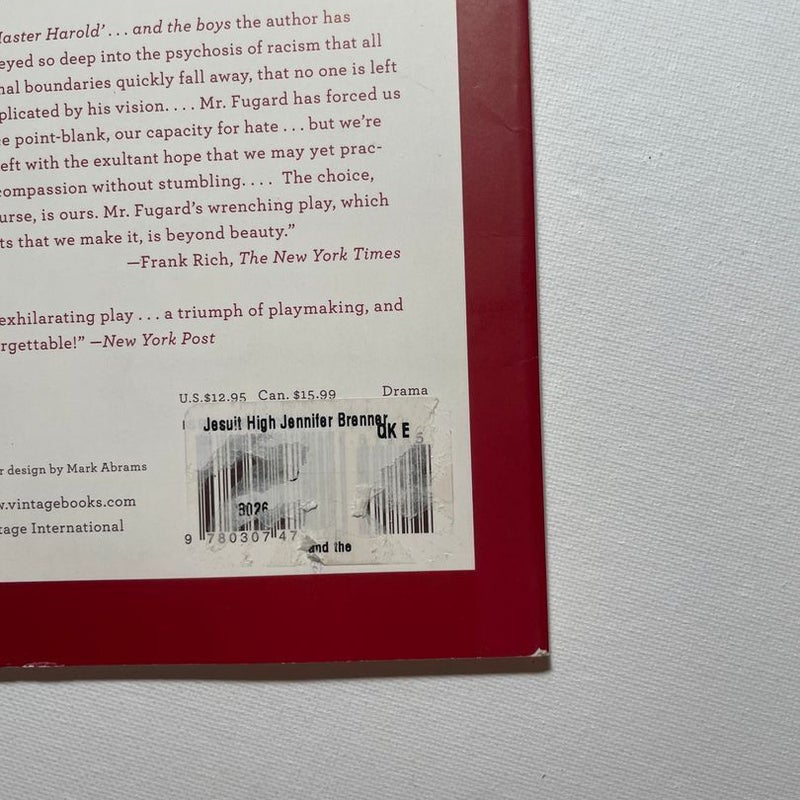 Master Harold' . . . and the boys the author has
eyed so deep into the psychosis of racism that all
nal boundaries quickly fall away, that no one is left
plicated by his vision. . . . Mr. Fugard has forced us
e point-blank, our capacity for hate . . . but we're
eft with the exultant hope that we may yet prac-
compassion without stumbling. . . . The choice,
urse, is ours. Mr. Fugard's wrenching play, which
ts that we make it, is beyond beauty."
—Frank Rich, The New York Times
exhilarating play . . . a triumph of playmaking, and
rgettable!" —New York Post
U.S.$12.95 Can. $15.99 Drama
Jesuit High Jennifer Brenner
QK E
5
r design by Mark Abrams
3026
w.vintagebooks.com
tage International
9 780307 47
and the